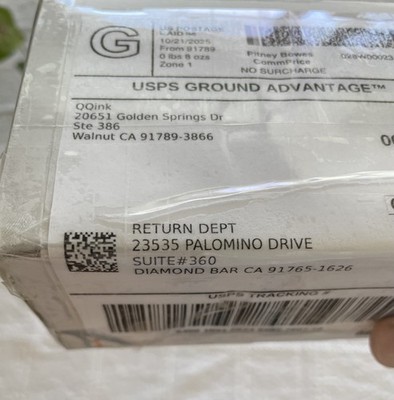 G
US POSTAGE
PAID
10/21/2025
From 91789
0 lbs 8 ozs
Zone 1
Pitney Bowes
CommPrice
NO SURCHARGE
USPS GROUND ADVANTAGE™
QQink
20651 Golden Springs Dr
Ste 386
Walnut CA 91789-3866
RETURN DEPT
23535 PALOMINO DRIVE
SUITE#360
DIAMOND BAR CA 91765-1626
USPS TRACKING #